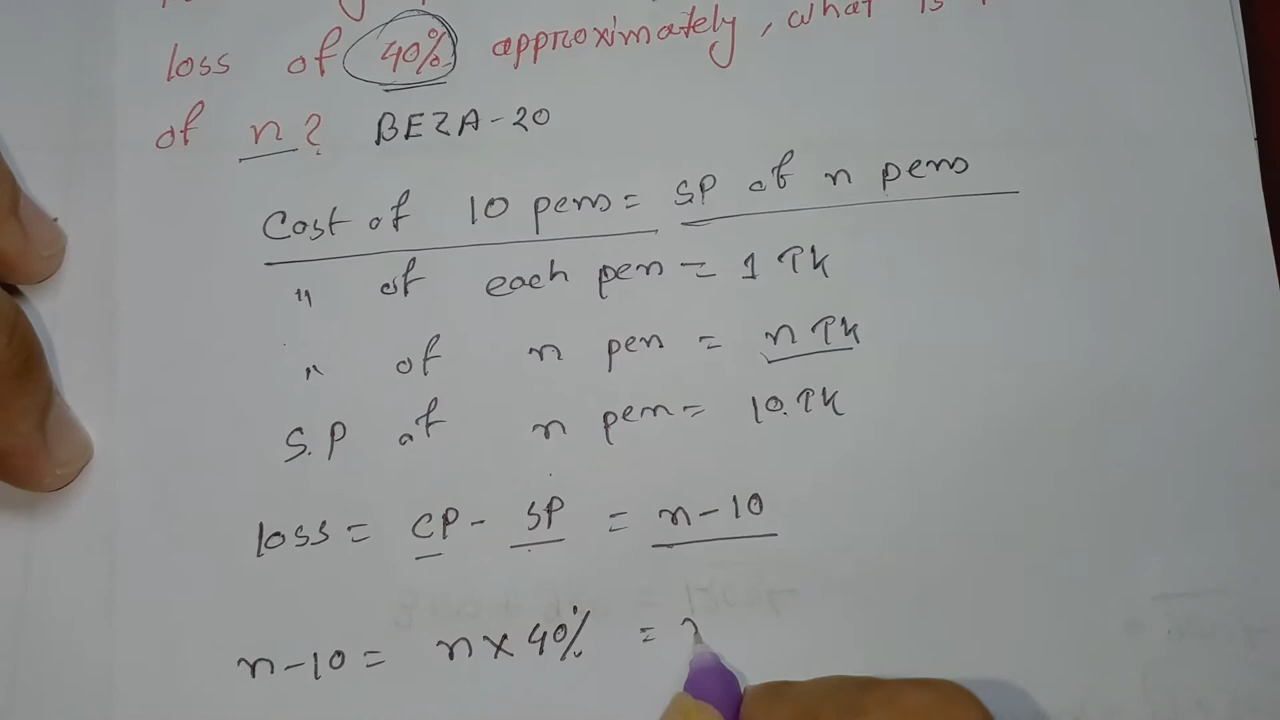 loss of 40% approximately, what is
of n? BEZA-20
Cost of 10 pens = SP of n pens
" of each pen = 1 Tk
" of n pen = n Tk
S.P of n pen = 10 Tk
loss = CP - SP = n-10
n-10 = n x 40% =